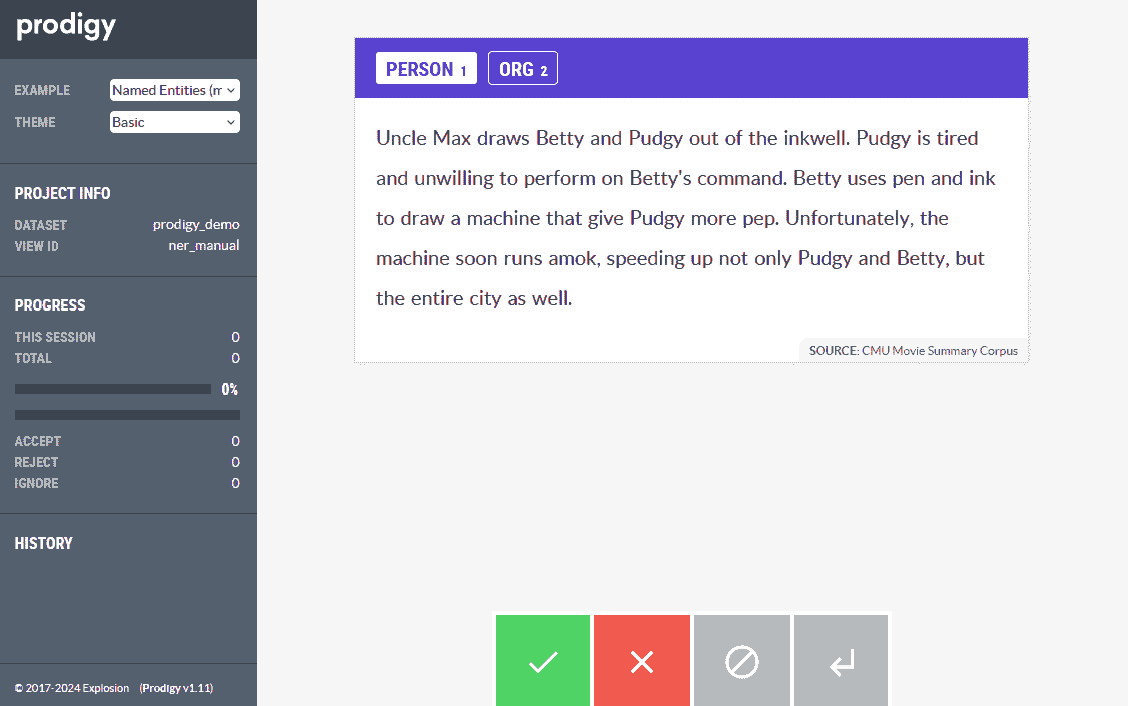 prodigy
EXAMPLE Named Entities (m
THEME Basic
PROJECT INFO
DATASET prodigy_demo
VIEW ID ner_manual
PROGRESS
THIS SESSION 0
TOTAL 0
0%
ACCEPT 0
REJECT 0
IGNORE 0
HISTORY
© 2017-2024 Explosion (Prodigy v1.11)
PERSON 1 ORG 2
Uncle Max draws Betty and Pudgy out of the inkwell. Pudgy is tired
and unwilling to perform on Betty's command. Betty uses pen and ink
to draw a machine that give Pudgy more pep. Unfortunately, the
machine soon runs amok, speeding up not only Pudgy and Betty, but
the entire city as well.
SOURCE: CMU Movie Summary Corpus